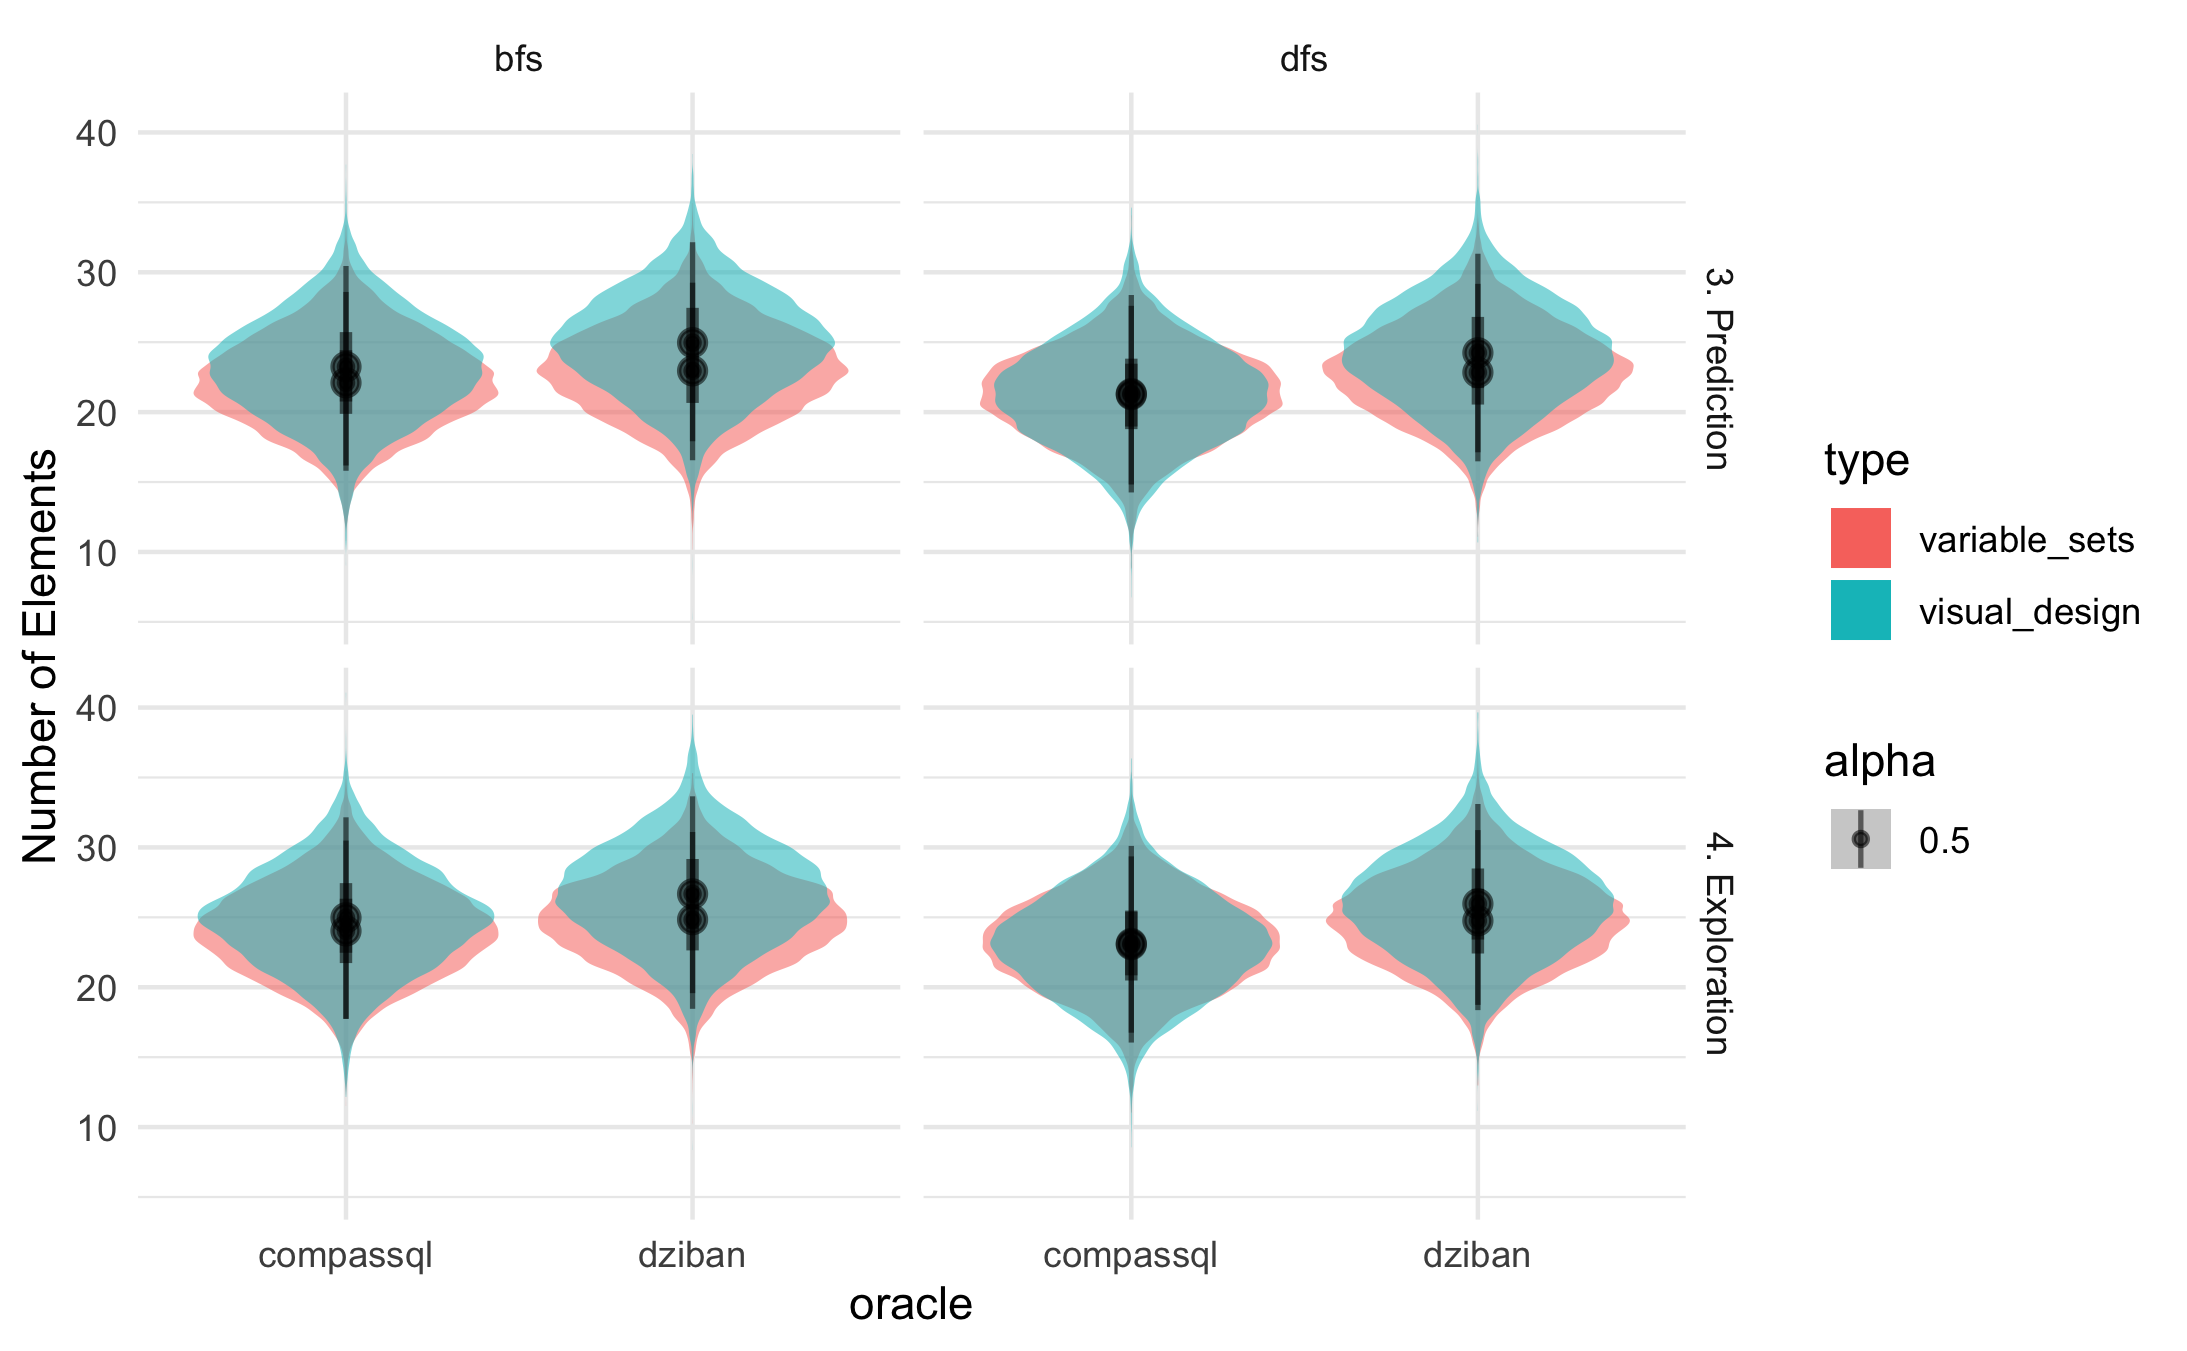 bfs
dfs
40
30
20
10
3. Prediction
40
30
20
10
4. Exploration
Number of Elements
compassql
dziban
compassql
dziban
oracle
type
variable_sets
visual_design
alpha
0.5